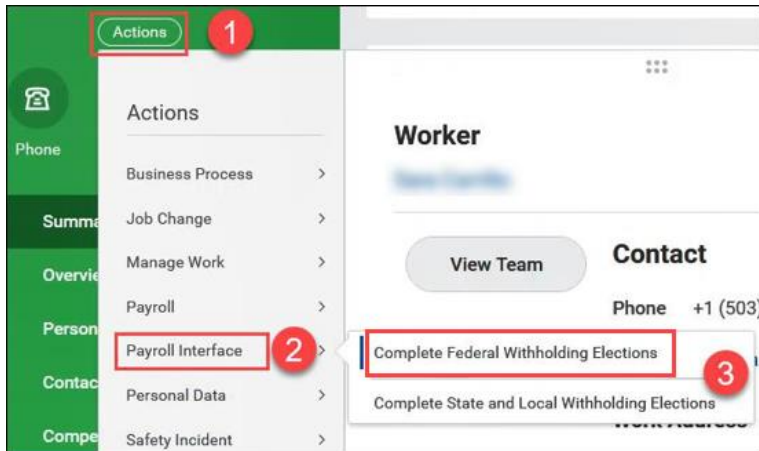 Actions
1
Phone
Actions
Business Process
Job Change
Manage Work
Payroll
Payroll Interface
2
Personal Data
Safety Incident
Worker
View Team
Contact
Phone +1 (503)
Complete Federal Withholding Elections
3
Complete State and Local Withholding Elections
Work Address
Summa
Overvie
Person
Contac
Compe